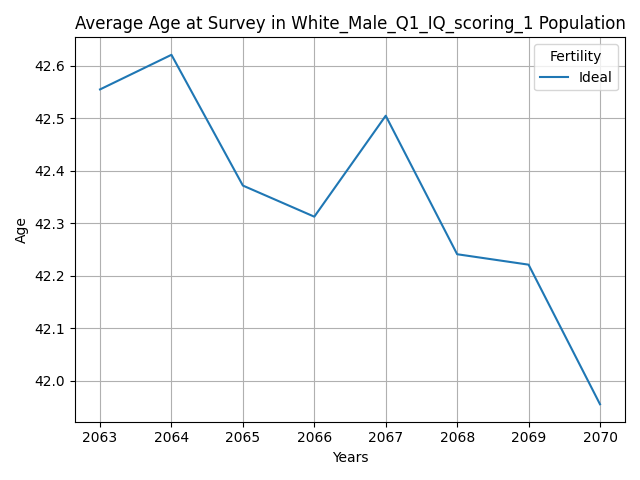 Average Age at Survey in White_Male_Q1_IQ_scoring_1 Population
Fertility
Ideal
42.6
42.5
42.4
42.3
42.2
42.1
42.0
Age
2063 2064 2065 2066 2067 2068 2069 2070
Years